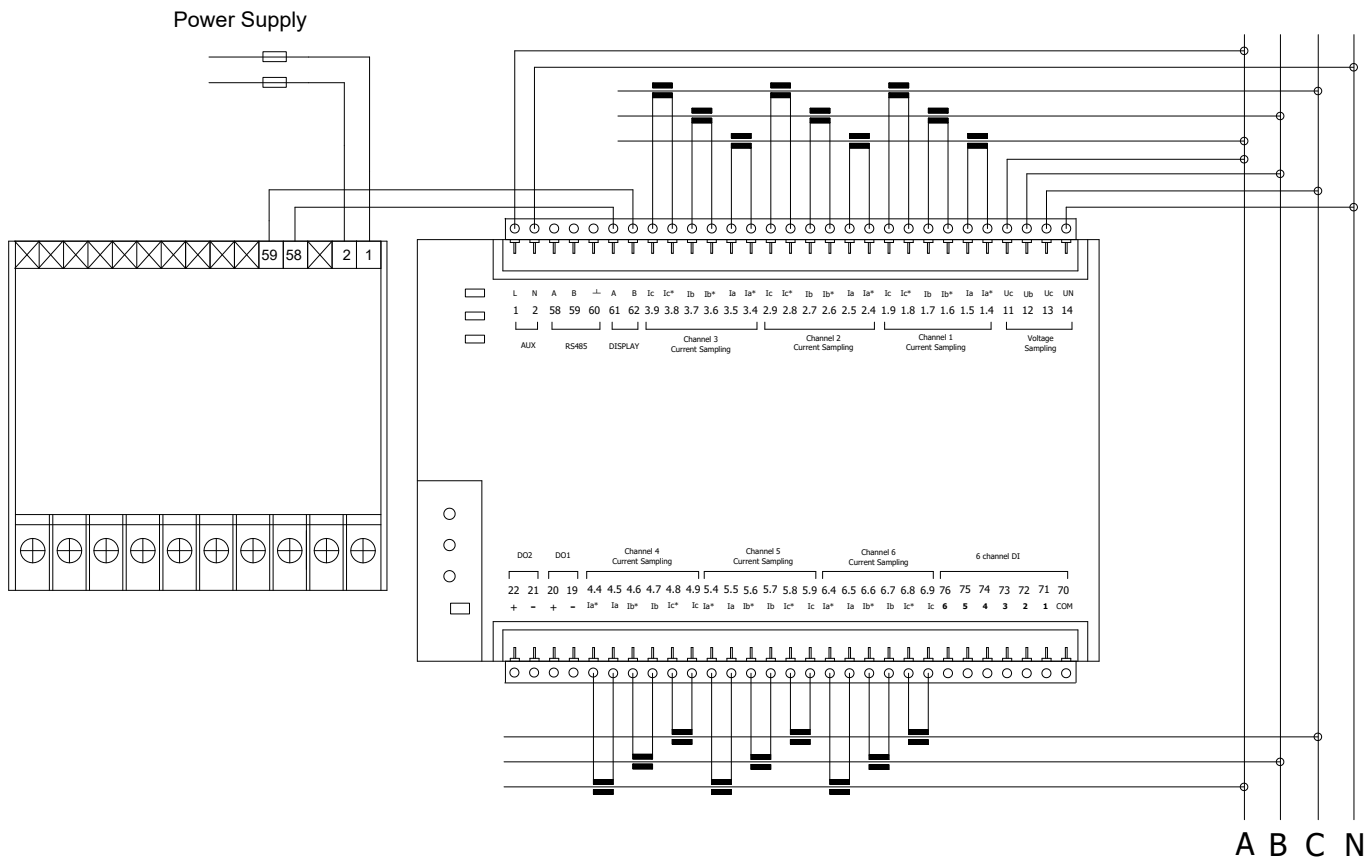 Power Supply
59 58 2 1
L N A B ⏊ A B Ic Ic* Ib Ib* Ia Ia* Ic Ic* Ib Ib* Ia Ia* Ic Ic* Ib Ib* Ia Ia* Uc Ub Uc UN
1 2 58 59 60 61 62 3.9 3.8 3.7 3.6 3.5 3.4 2.9 2.8 2.7 2.6 2.5 2.4 1.9 1.8 1.7 1.6 1.5 1.4 11 12 13 14
AUX RS485 DISPLAY Channel 3 Channel 2 Channel 1 Voltage
Current Sampling Current Sampling Current Sampling Sampling
DO2 DO1 Channel 4 Channel 5 Channel 6 6 channel DI
Current Sampling Current Sampling Current Sampling
22 21 20 19 4.4 4.5 4.6 4.7 4.8 4.9 5.4 5.5 5.6 5.7 5.8 5.9 6.4 6.5 6.6 6.7 6.8 6.9 76 75 74 73 72 71 70
+ - + - Ia* Ia Ib* Ib Ic* Ic Ia* Ia Ib* Ib Ic* Ic Ia* Ia Ib* Ib Ic* Ic 6 5 4 3 2 1 COM
A B C N